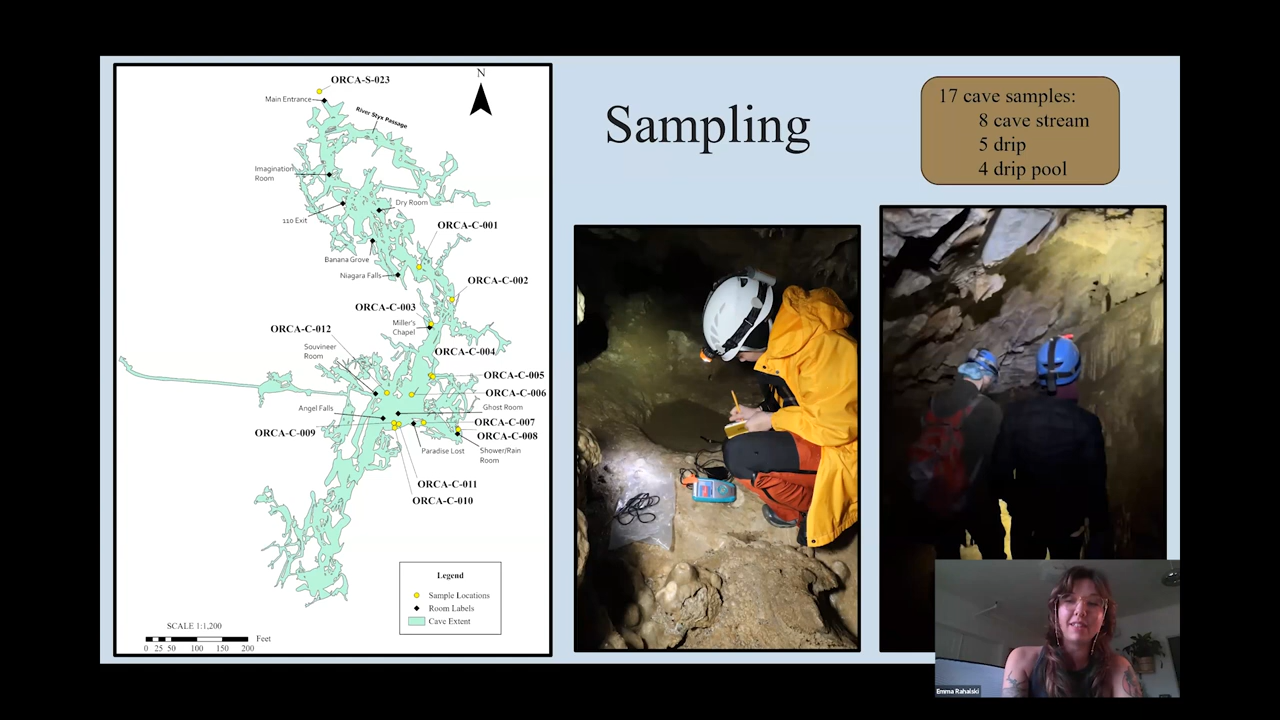 ORCA-S-023
N
Main Entrance
River Styx Passage
Imagination
Room
Dry Room
110 Exit
ORCA-C-001
Banana Grove
Niagara Falls
ORCA-C-002
ORCA-C-003
Miller's
Chapel
ORCA-C-012
Souvineer
Room
ORCA-C-004
ORCA-C-005
ORCA-C-006
Angel Falls
Ghost Room
ORCA-C-007
ORCA-C-009
ORCA-C-008
Paradise Lost
Shower/Rain
Room
ORCA-C-011
ORCA-C-010
Legend
Sample Locations
Room Labels
Cave Extent
SCALE 1:1,200
Feet
0 25 50 100 150 200
Sampling
17 cave samples:
8 cave stream
5 drip
4 drip pool
Emma Rahalski